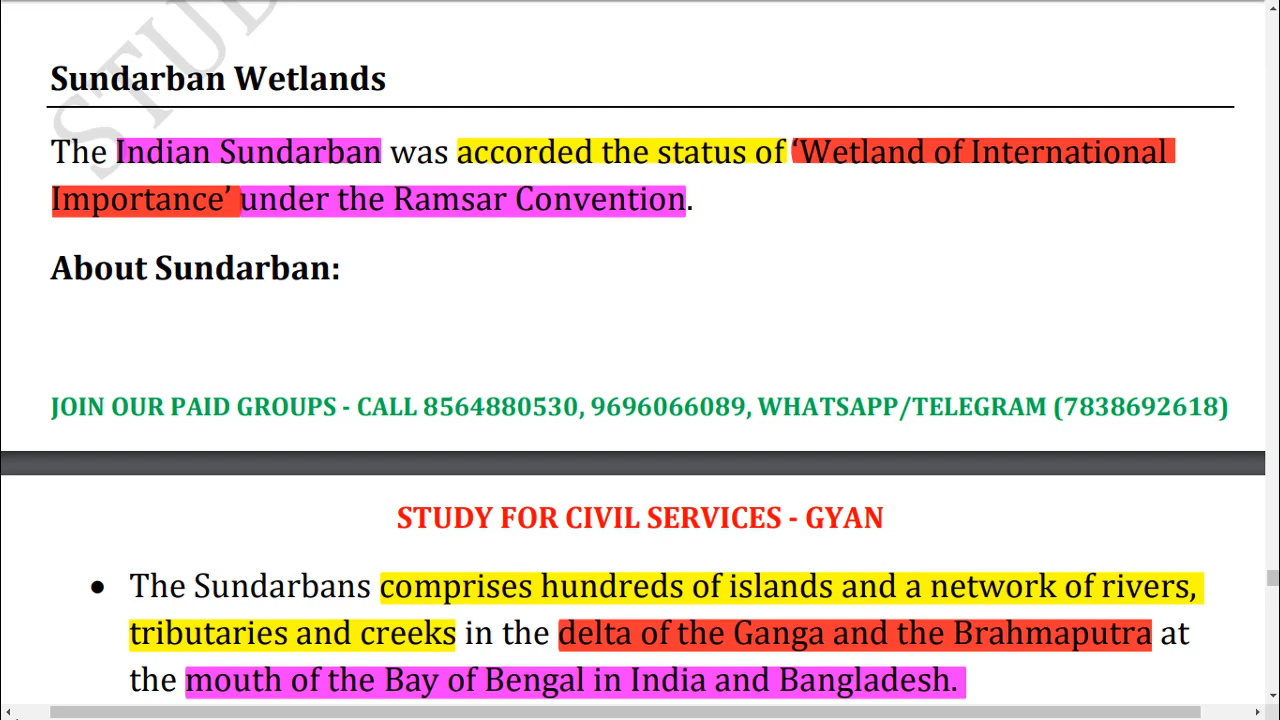 STUD
Sundarban Wetlands
The Indian Sundarban was accorded the status of ‘Wetland of International
Importance’ under the Ramsar Convention.
About Sundarban:
JOIN OUR PAID GROUPS - CALL 8564880530, 9696066089, WHATSAPP/TELEGRAM (7838692618)
STUDY FOR CIVIL SERVICES - GYAN
• The Sundarbans comprises hundreds of islands and a network of rivers,
tributaries and creeks in the delta of the Ganga and the Brahmaputra at
the mouth of the Bay of Bengal in India and Bangladesh.